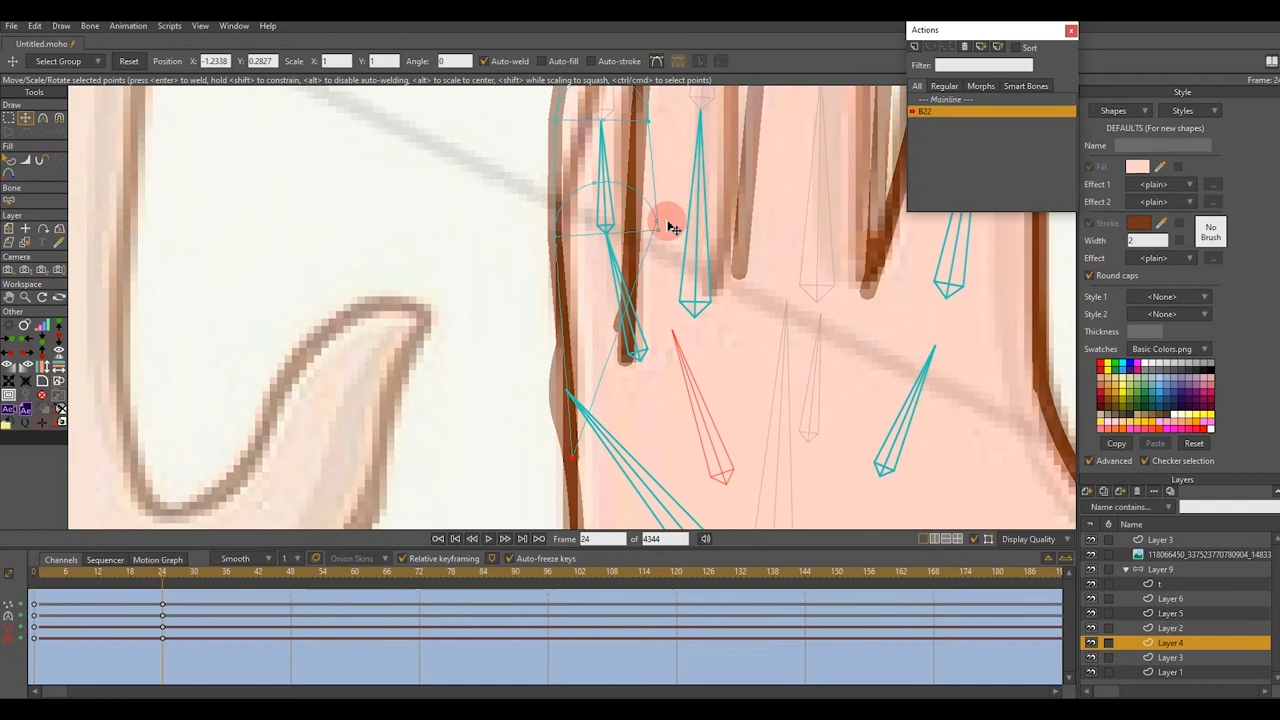 File Edit Draw Bone Animation Scripts View Window Help
Untitled.moho
Select Group Reset Position X: -1.2338 Y: 0.2827 Scale X: 1 Y: 1 Angle: 0 Auto-weld Auto-fill Auto-stroke
Move/Scale/Rotate selected points (press <enter> to weld, hold <shift> to constrain, <alt> to disable auto-welding, <alt> to scale to center, <shift> while scaling to squash, <ctrl/cmd> to select points)
Frame: 24
Tools
Draw
Fill
Bone
Layer
Camera
Workspace
Other
Actions
Sort
Filter:
All Regular Morphs Smart Bones
--- Mainline ---
B22
Style
Shapes Styles
DEFAULTS (For new shapes)
Name
Fill
Effect 1 <plain> ...
Effect 2 <plain> ...
Stroke
No Brush
Width 2
Effect <plain> ...
Round caps
Style 1 <None>
Style 2 <None>
Thickness
Swatches Basic Colors.png
Copy Paste Reset
Advanced Checker selection
Layers
Name contains...
Name
Layer 3
118066450_337523770780904_14833
Layer 9
t
Layer 6
Layer 5
Layer 2
Layer 4
Layer 3
Layer 1
Frame 24 of 4344 Display Quality
Channels Sequencer Motion Graph Smooth 1 Onion Skins Relative keyframing Auto-freeze keys
0 6 12 18 24 30 36 42 48 54 60 66 72 78 84 90 96 102 108 114 120 126 132 138 144 150 156 162 168 174 180 186